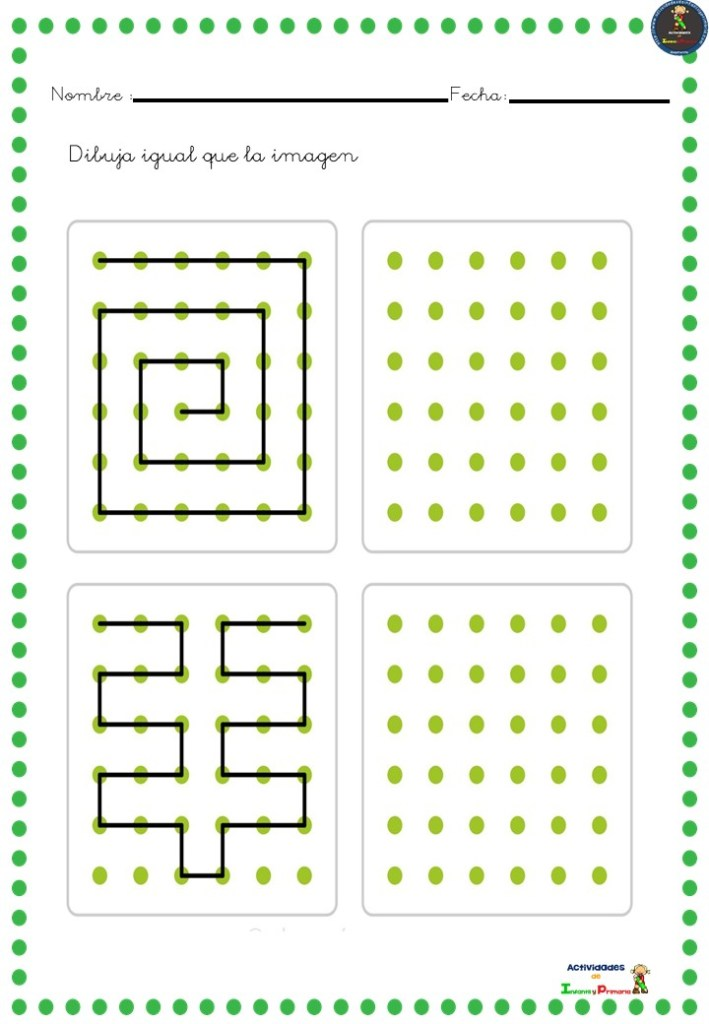 Nombre : Fecha:
Dibuja igual que la imagen
Actividades
de
Infantil y Primaria